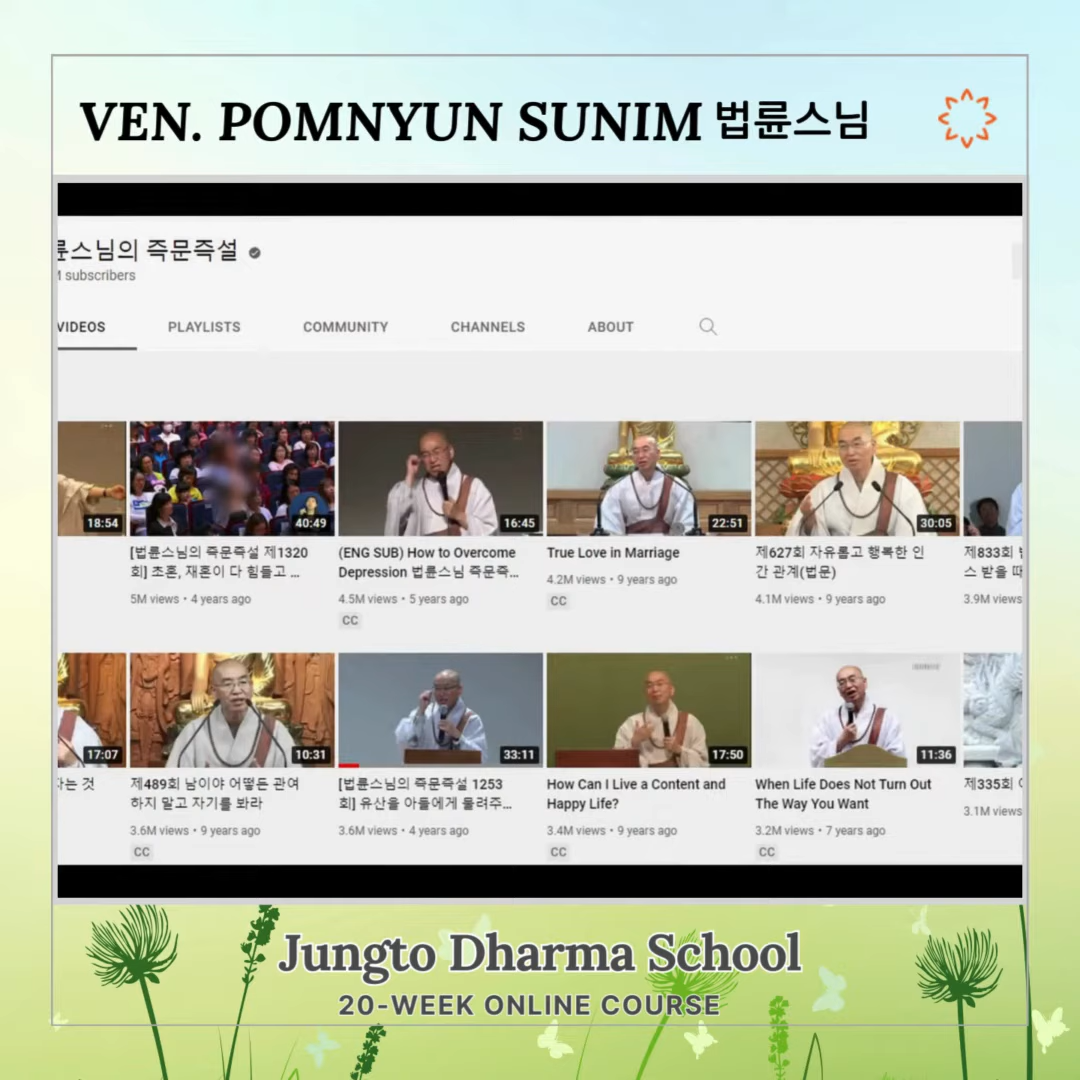 VEN. POMNYUN SUNIM 법륜스님
륜스님의 즉문즉설
M subscribers
VIDEOS PLAYLISTS COMMUNITY CHANNELS ABOUT
18:54 40:49 16:45 22:51 30:05
[법륜스님의 즉문즉설 제1320
회] 초혼, 재혼이 다 힘들고 ...
5M views • 4 years ago
(ENG SUB) How to Overcome
Depression 법륜스님 즉문즉...
4.5M views • 5 years ago
CC
True Love in Marriage
4.2M views • 9 years ago
CC
제627회 자유롭고 행복한 인
간 관계(법문)
4.1M views • 9 years ago
제833회
스 받을 때
3.9M views
17:07 10:31 33:11 17:50 11:36
는 것
제489회 남이야 어떻든 관여
하지 말고 자기를 봐라
3.6M views • 9 years ago
CC
[법륜스님의 즉문즉설 1253
회] 유산을 아들에게 물려주...
3.6M views • 4 years ago
How Can I Live a Content and
Happy Life?
3.4M views • 9 years ago
CC
When Life Does Not Turn Out
The Way You Want
3.2M views • 7 years ago
CC
제335회
3.1M views
Jungto Dharma School
20-WEEK ONLINE COURSE